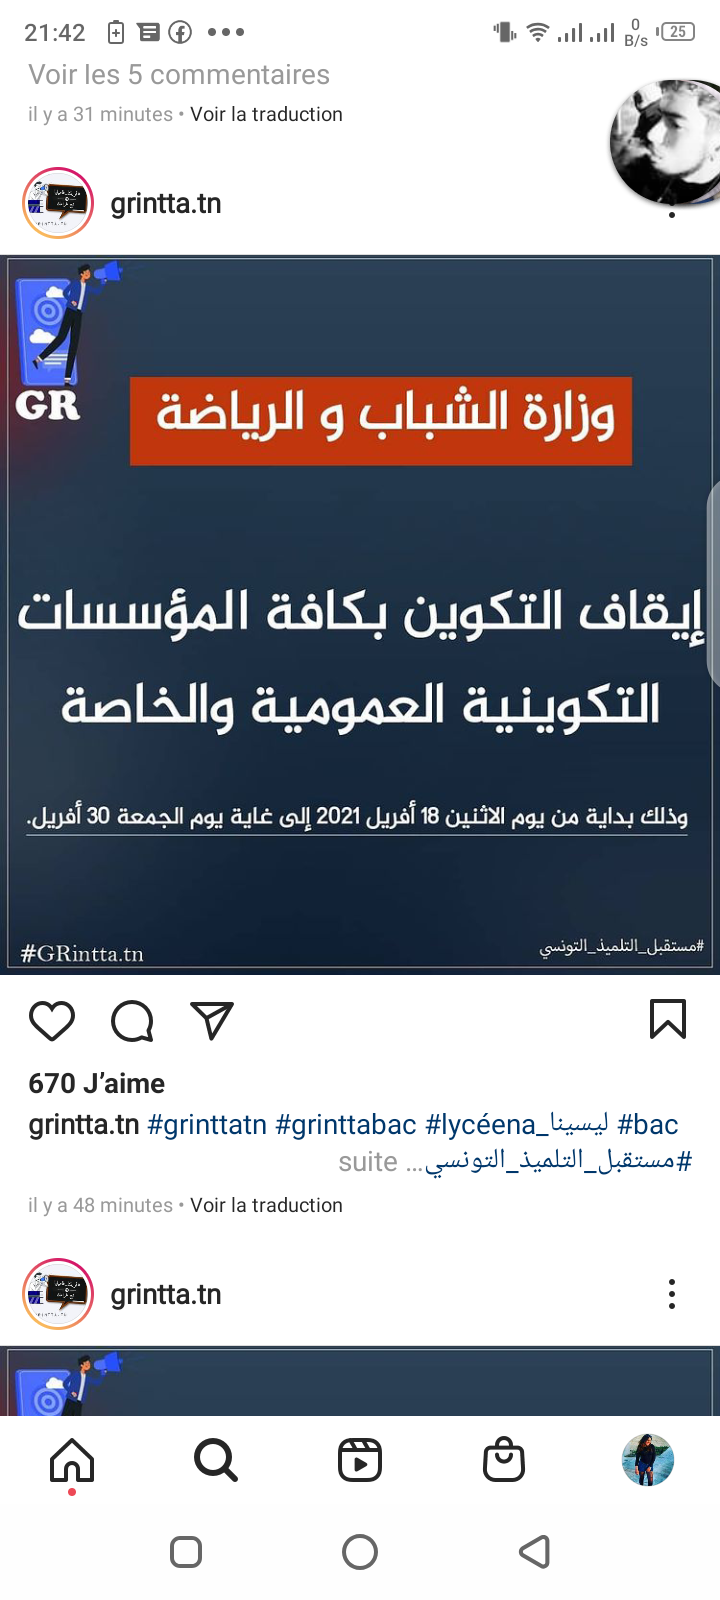 21:42
0 B/s
25
Voir les 5 commentaires
il y a 31 minutes • Voir la traduction
grintta.tn
GR
وزارة الشباب و الرياضة
إيقاف التكوين بكافة المؤسسات
التكوينية العمومية والخاصة
وذلك بداية من يوم الاثنين 18 أفريل 2021 إلى غاية يوم الجمعة 30 أفريل.
#GRintta.tn
#مستقبل_التلميذ_التونسي
670 J’aime
grintta.tn #grinttatn #grinttabac #lycéena_ليسينا #bac
#مستقبل_التلميذ_التونسي... suite
il y a 48 minutes • Voir la traduction
grintta.tn